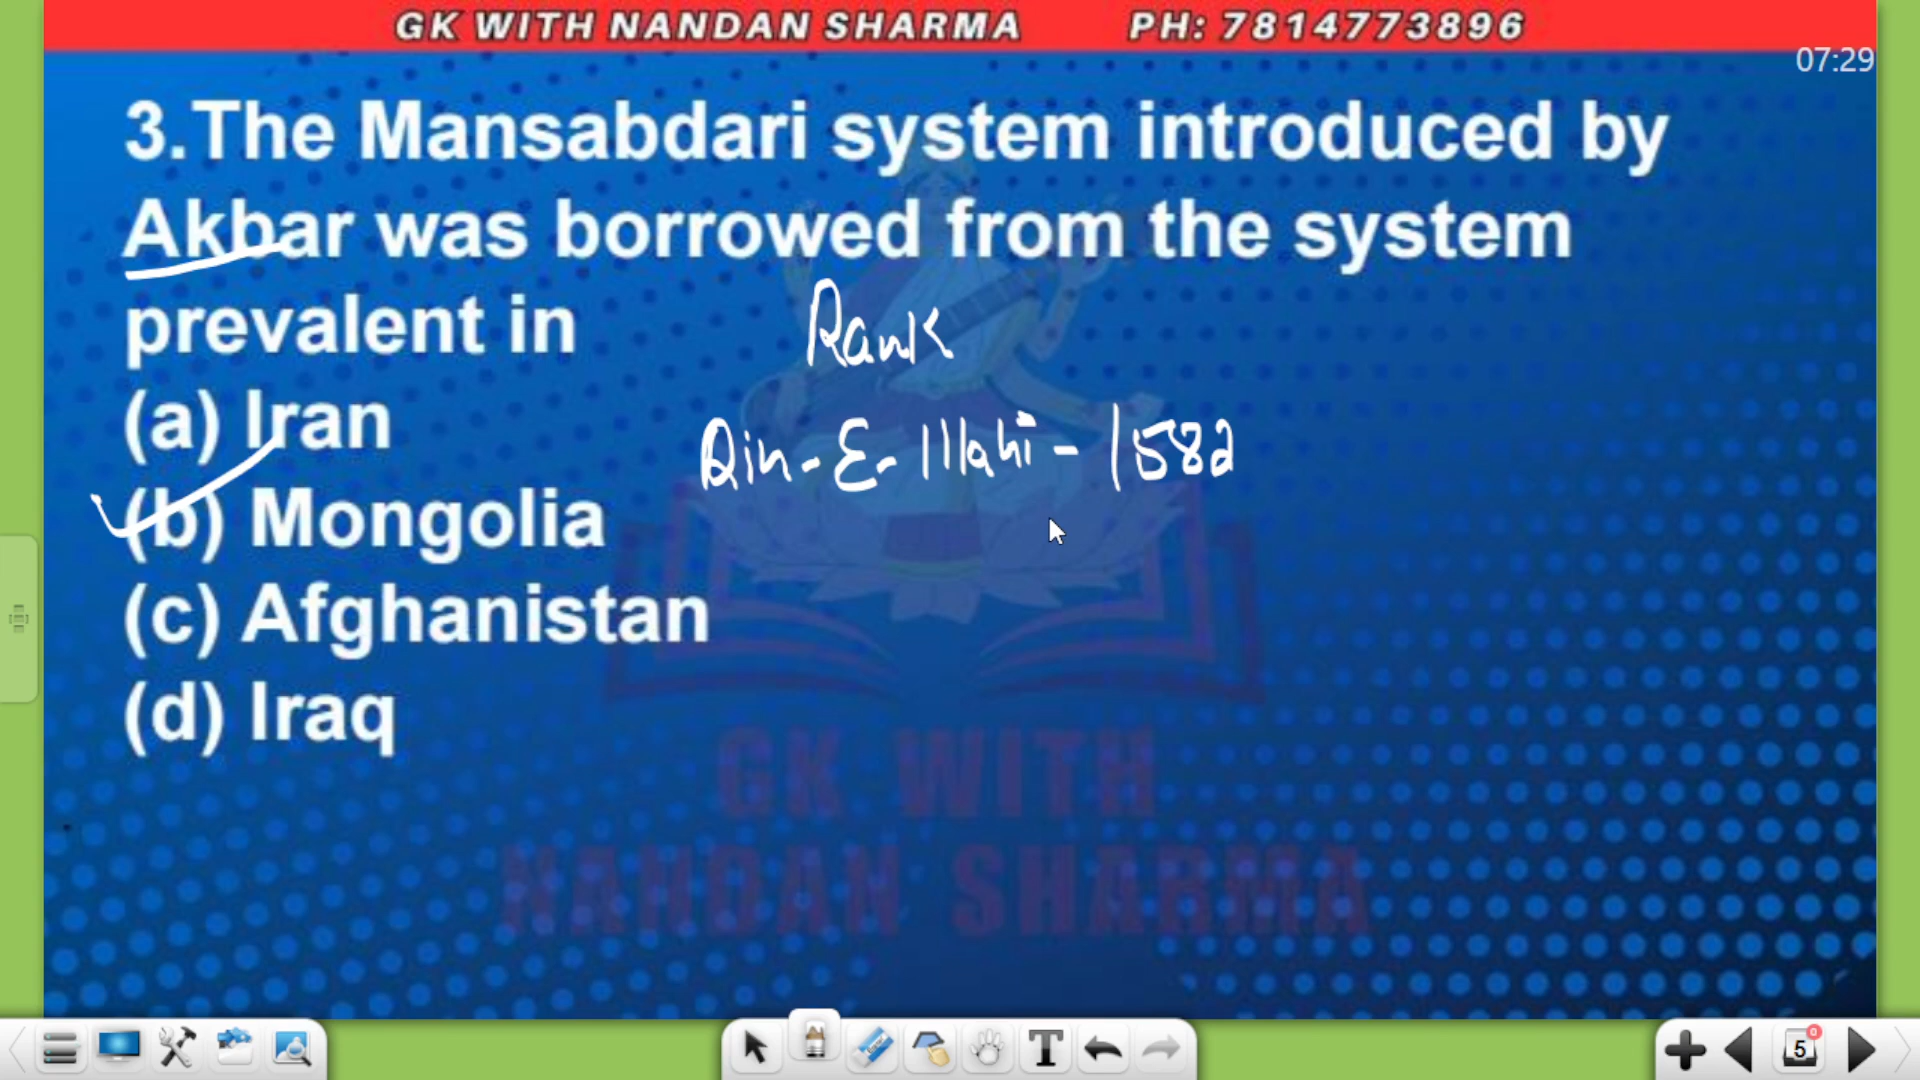 GK WITH NANDAN SHARMA PH: 7814773896
07:29
3.The Mansabdari system introduced by
Akbar was borrowed from the system
prevalent in
Rank
(a) Iran
Din-E-Illahi - 1582
(b) Mongolia
(c) Afghanistan
(d) Iraq
GK WITH
NANDAN SHARMA
T
5
0